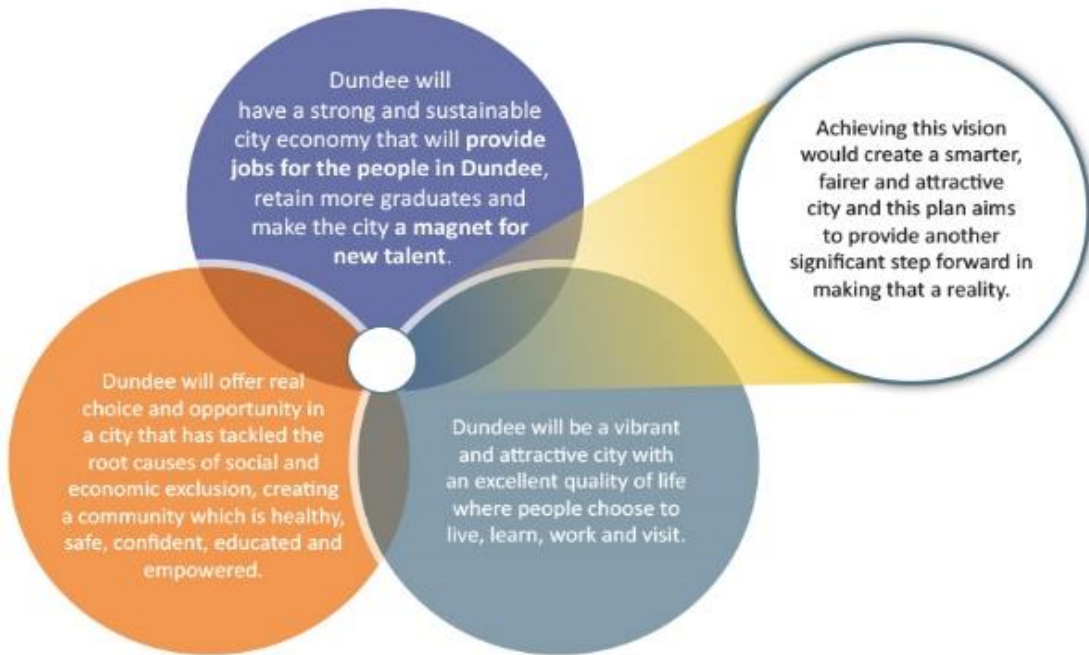 Dundee will
have a strong and sustainable
city economy that will provide
jobs for the people in Dundee,
retain more graduates and
make the city a magnet for
new talent.
Achieving this vision
would create a smarter,
fairer and attractive
city and this plan aims
to provide another
significant step forward in
making that a reality.
Dundee will offer real
choice and opportunity in
a city that has tackled the
root causes of social and
economic exclusion, creating
a community which is healthy,
safe, confident, educated and
empowered.
Dundee will be a vibrant
and attractive city with
an excellent quality of life
where people choose to
live, learn, work and visit.